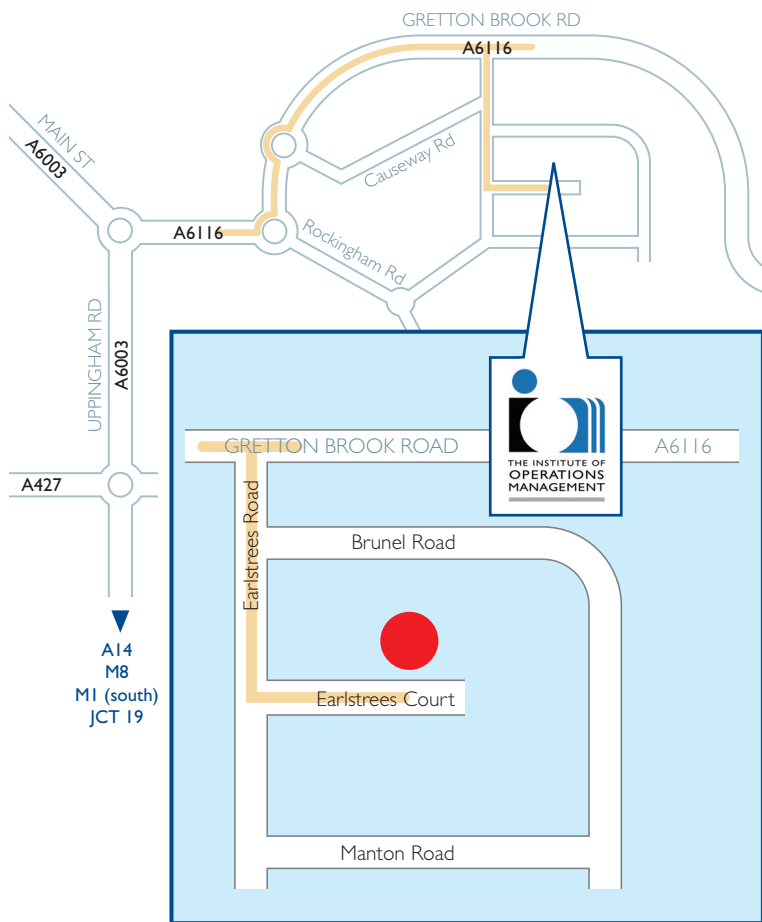 GRETTON BROOK RD
A6116
MAIN ST
A6003
Causeway Rd
A6116
Rockingham Rd
UPPINGHAM RD
A6003
A427
A14
M8
M1 (south)
JCT 19
THE INSTITUTE OF
OPERATIONS
MANAGEMENT
GRETTON BROOK ROAD
A6116
Earlstrees Road
Brunel Road
Earlstrees Court
Manton Road